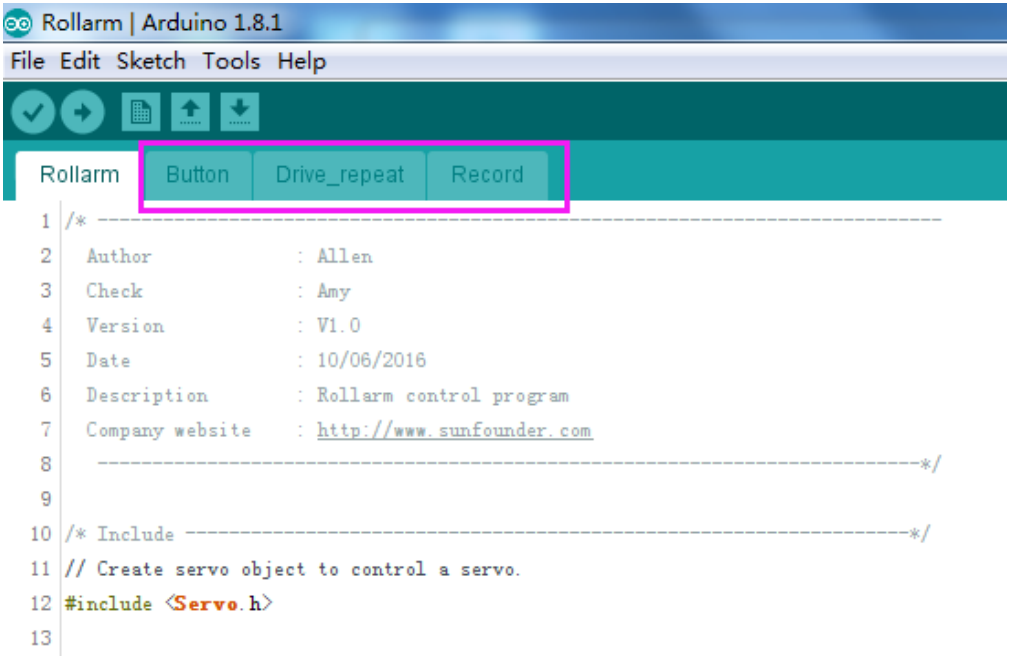 Rollarm | Arduino 1.8.1
File Edit Sketch Tools Help
Rollarm Button Drive_repeat Record
1 /* -----------------------------------------------------------------------------
2 Author : Allen
3 Check : Amy
4 Version : V1.0
5 Date : 10/06/2016
6 Description : Rollarm control program
7 Company website : http://www.sunfounder.com
8 ---------------------------------------------------------------------------*/
9
10 /* Include ------------------------------------------------------------------*/
11 // Create servo object to control a servo.
12 #include <Servo.h>
13